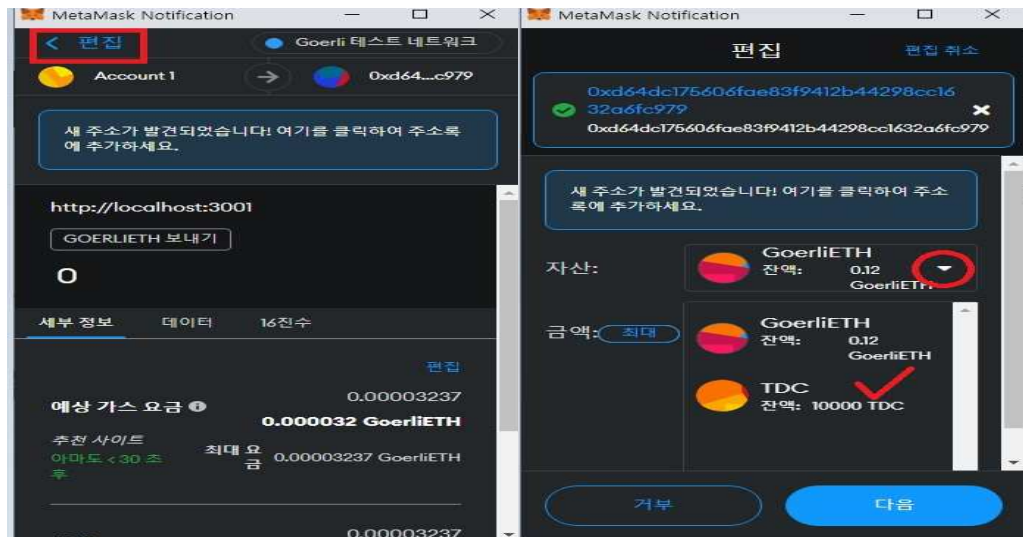 MetaMask Notification
< 편집
Goerli 테스트 네트워크
Account 1
0xd64...c979
새 주소가 발견되었습니다! 여기를 클릭하여 주소록
에 추가하세요.
http://localhost:3001
GOERLIETH 보내기
0
세부 정보
데이터
16진수
편집
예상 가스 요금
0.00003237
0.000032 GoerliETH
추천 사이트
아마도 < 30 초
후
최대 요
금
0.00003237 GoerliETH
0.00003237
MetaMask Notification
편집
편집 취소
0xd64dc175606fae83f9412b44298cc16
32a6fc979
0xd64dc175606fae83f9412b44298cc1632a6fc979
새 주소가 발견되었습니다! 여기를 클릭하여 주소
록에 추가하세요.
자산:
GoerliETH
잔액: 0.12
GoerliETH
금액:
최대
GoerliETH
잔액: 0.12
GoerliETH
TDC
잔액: 10000 TDC
거부
다음